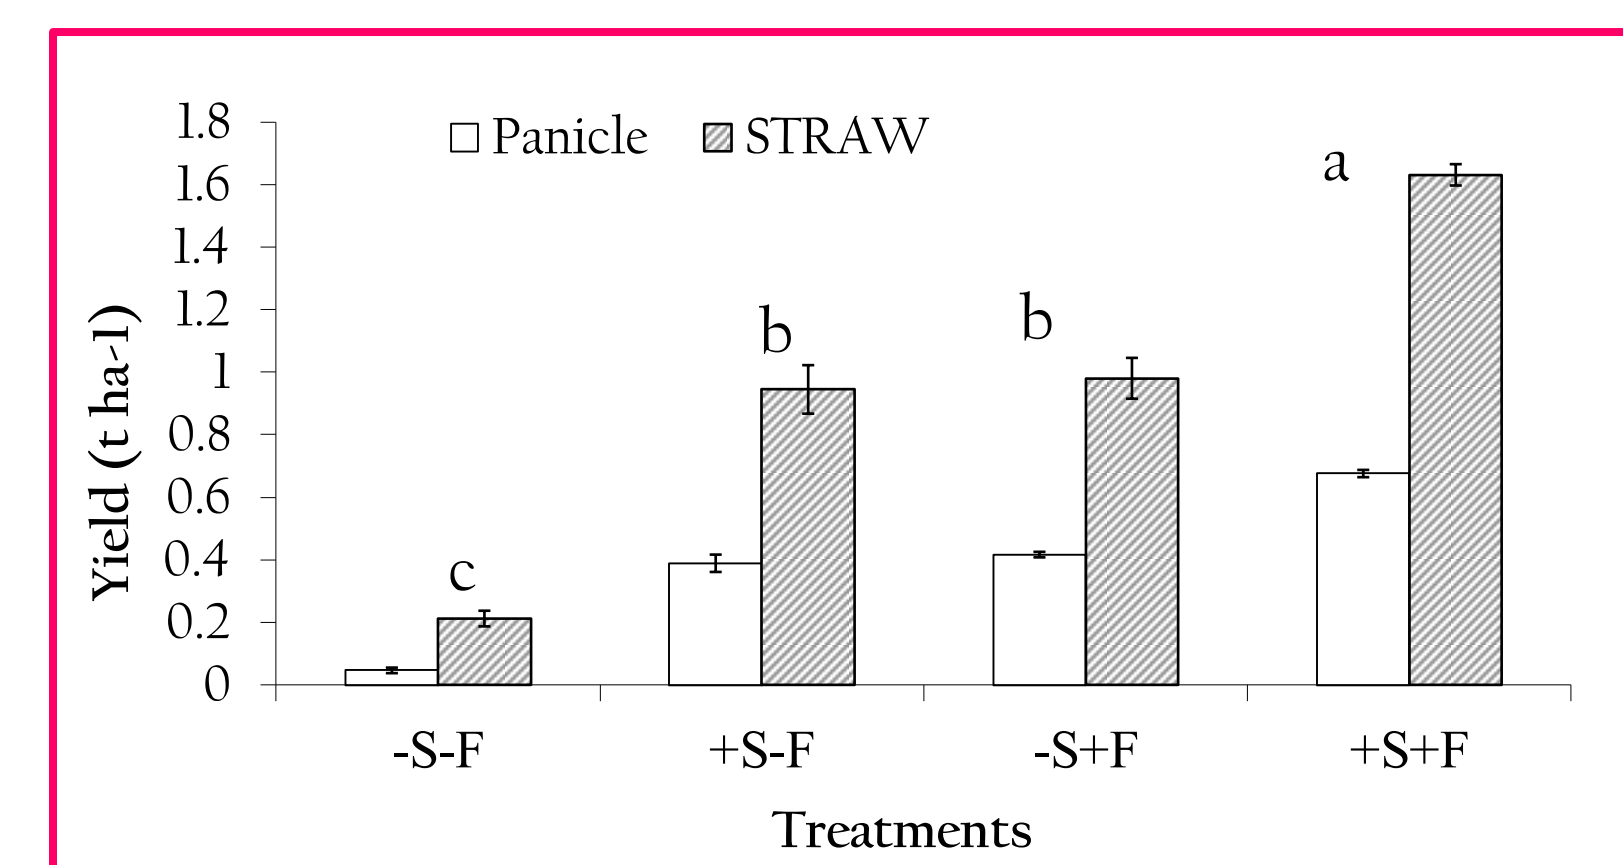 Panicle STRAW
1.8
1.6
1.4
1.2
1
0.8
0.6
0.4
0.2
0
Yield (t ha-1)
c
b
b
a
-S-F +S-F -S+F +S+F
Treatments